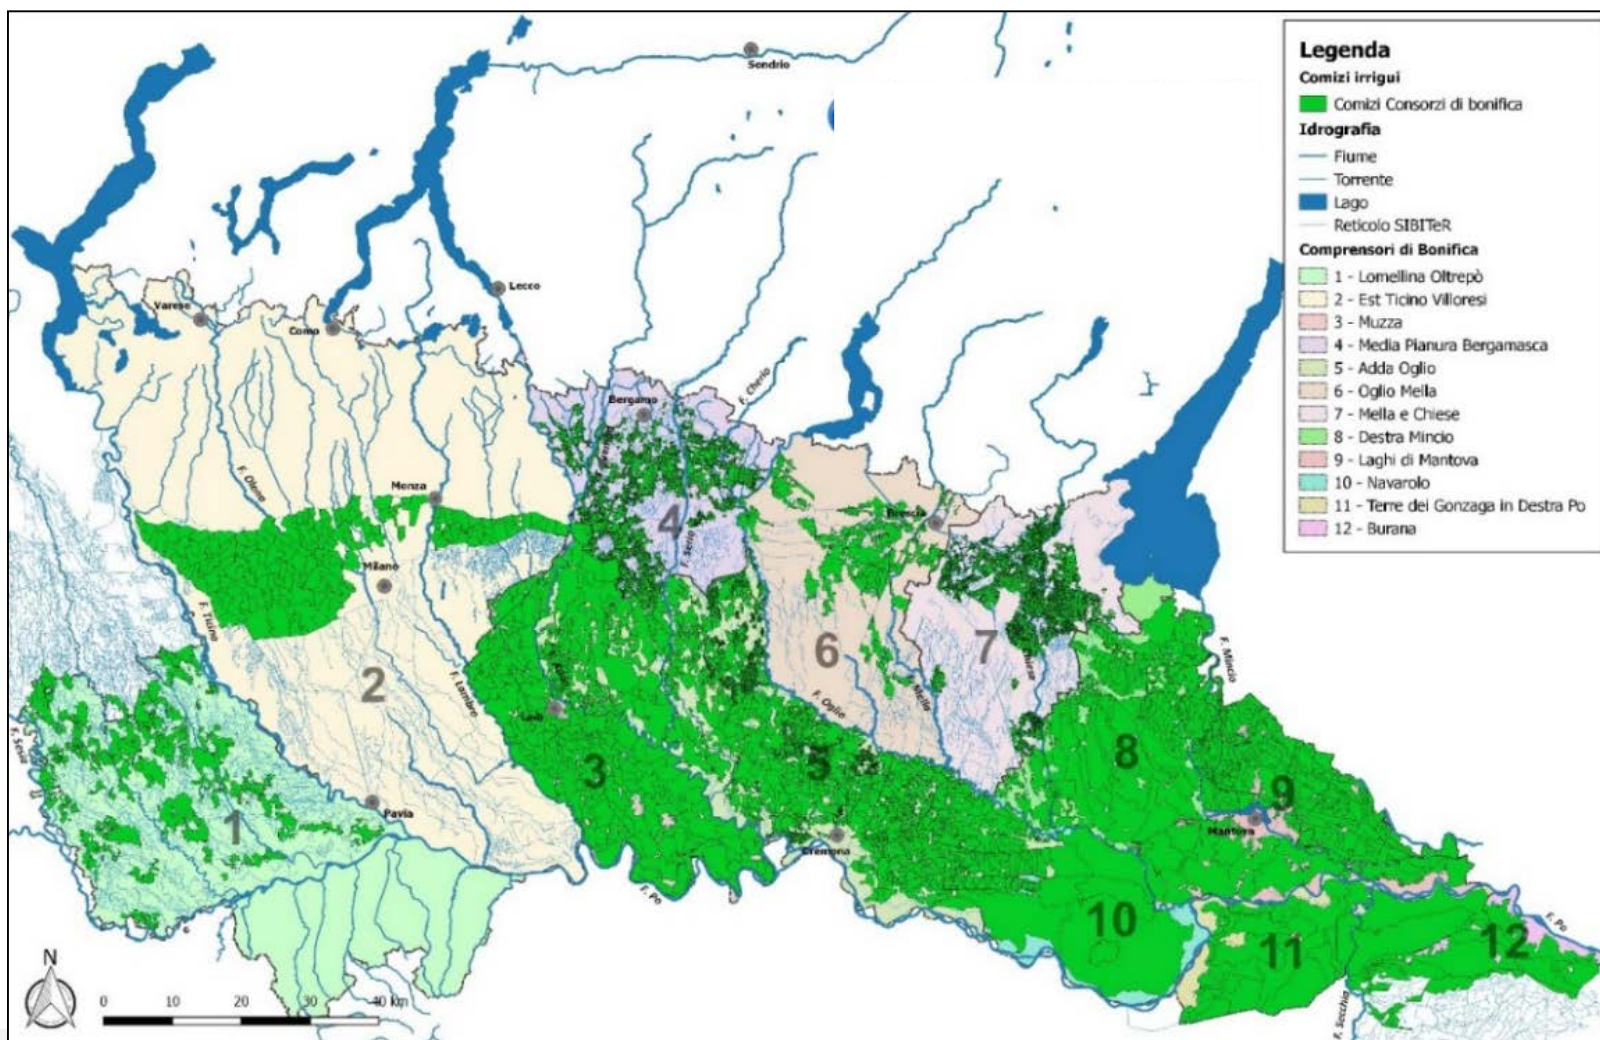 Legenda
Comizi irrigui
Comizi Consorzi di bonifica
Idrografia
Fiume
Torrente
Lago
Reticolo SIBITeR
Comprensori di Bonifica
1 - Lomellina Oltrepò
2 - Est Ticino Villoresi
3 - Muzza
4 - Media Pianura Bergamasca
5 - Adda Oglio
6 - Oglio Mella
7 - Mella e Chiese
8 - Destra Mincio
9 - Laghi di Mantova
10 - Navarolo
11 - Terre dei Gonzaga in Destra Po
12 - Burana
Sondrio
Lecco
Varese
Como
Bergamo
F. Cherio
F. Olona
Monza
4
F. Serio
Brescia
Milano
F. Ticino
F. Lambro
2
6
7
Chiese
F. Mincio
F. Oglio
Mella
Lodi
F. Sesia
3
5
8
9
1
Pavia
Cremona
Mantova
F. Po
10
11
12
F. Po
F. Secchia
N
0 10 20 30 40 km